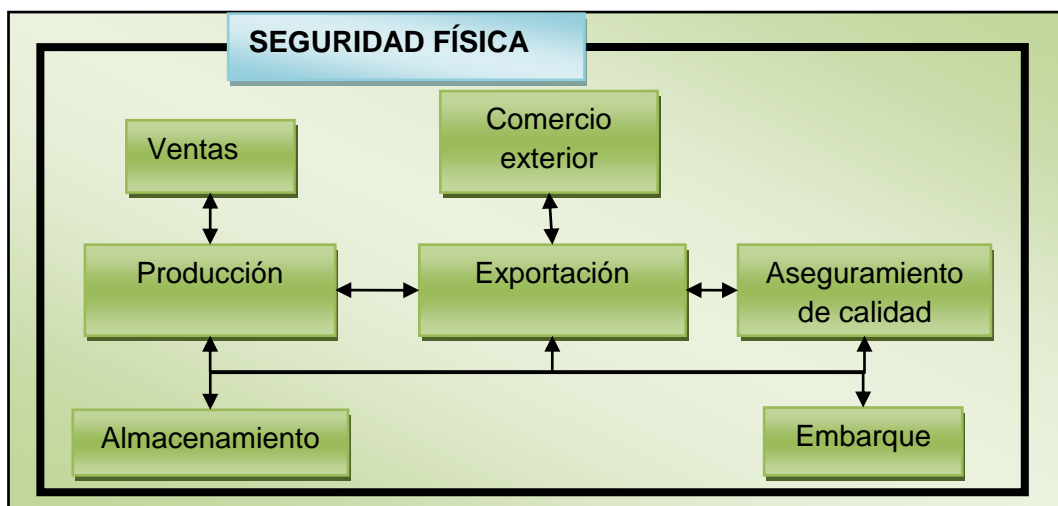 SEGURIDAD FÍSICA
Ventas
Comercio
exterior
Producción
Exportación
Aseguramiento
de calidad
Almacenamiento
Embarque